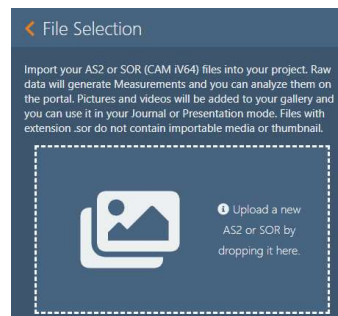 File Selection
Import your AS2 or SOR (CAM iV64) files into your project. Raw
data will generate Measurements and you can analyze them on
the portal. Pictures and videos will be added to your gallery and
you can use it in your Journal or Presentation mode. Files with
extension .sor do not contain importable media or thumbnail.
Upload a new
AS2 or SOR by
dropping it here.